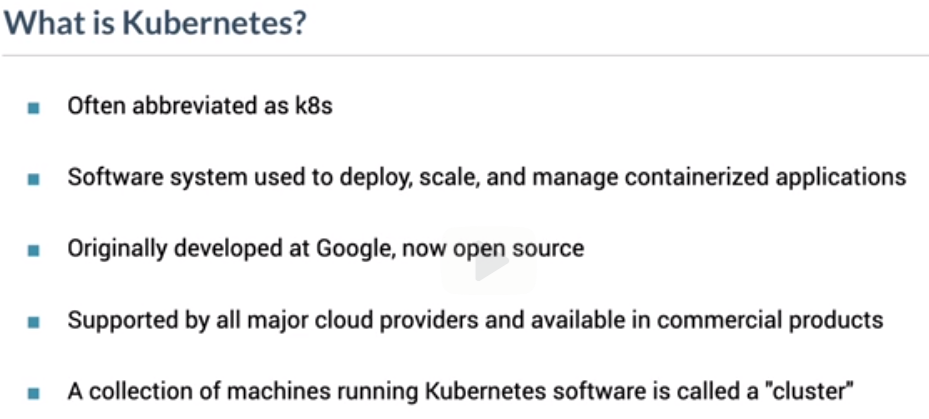 What is Kubernetes?
Often abbreviated as k8s
Software system used to deploy, scale, and manage containerized applications
Originally developed at Google, now open source
Supported by all major cloud providers and available in commercial products
A collection of machines running Kubernetes software is called a "cluster"